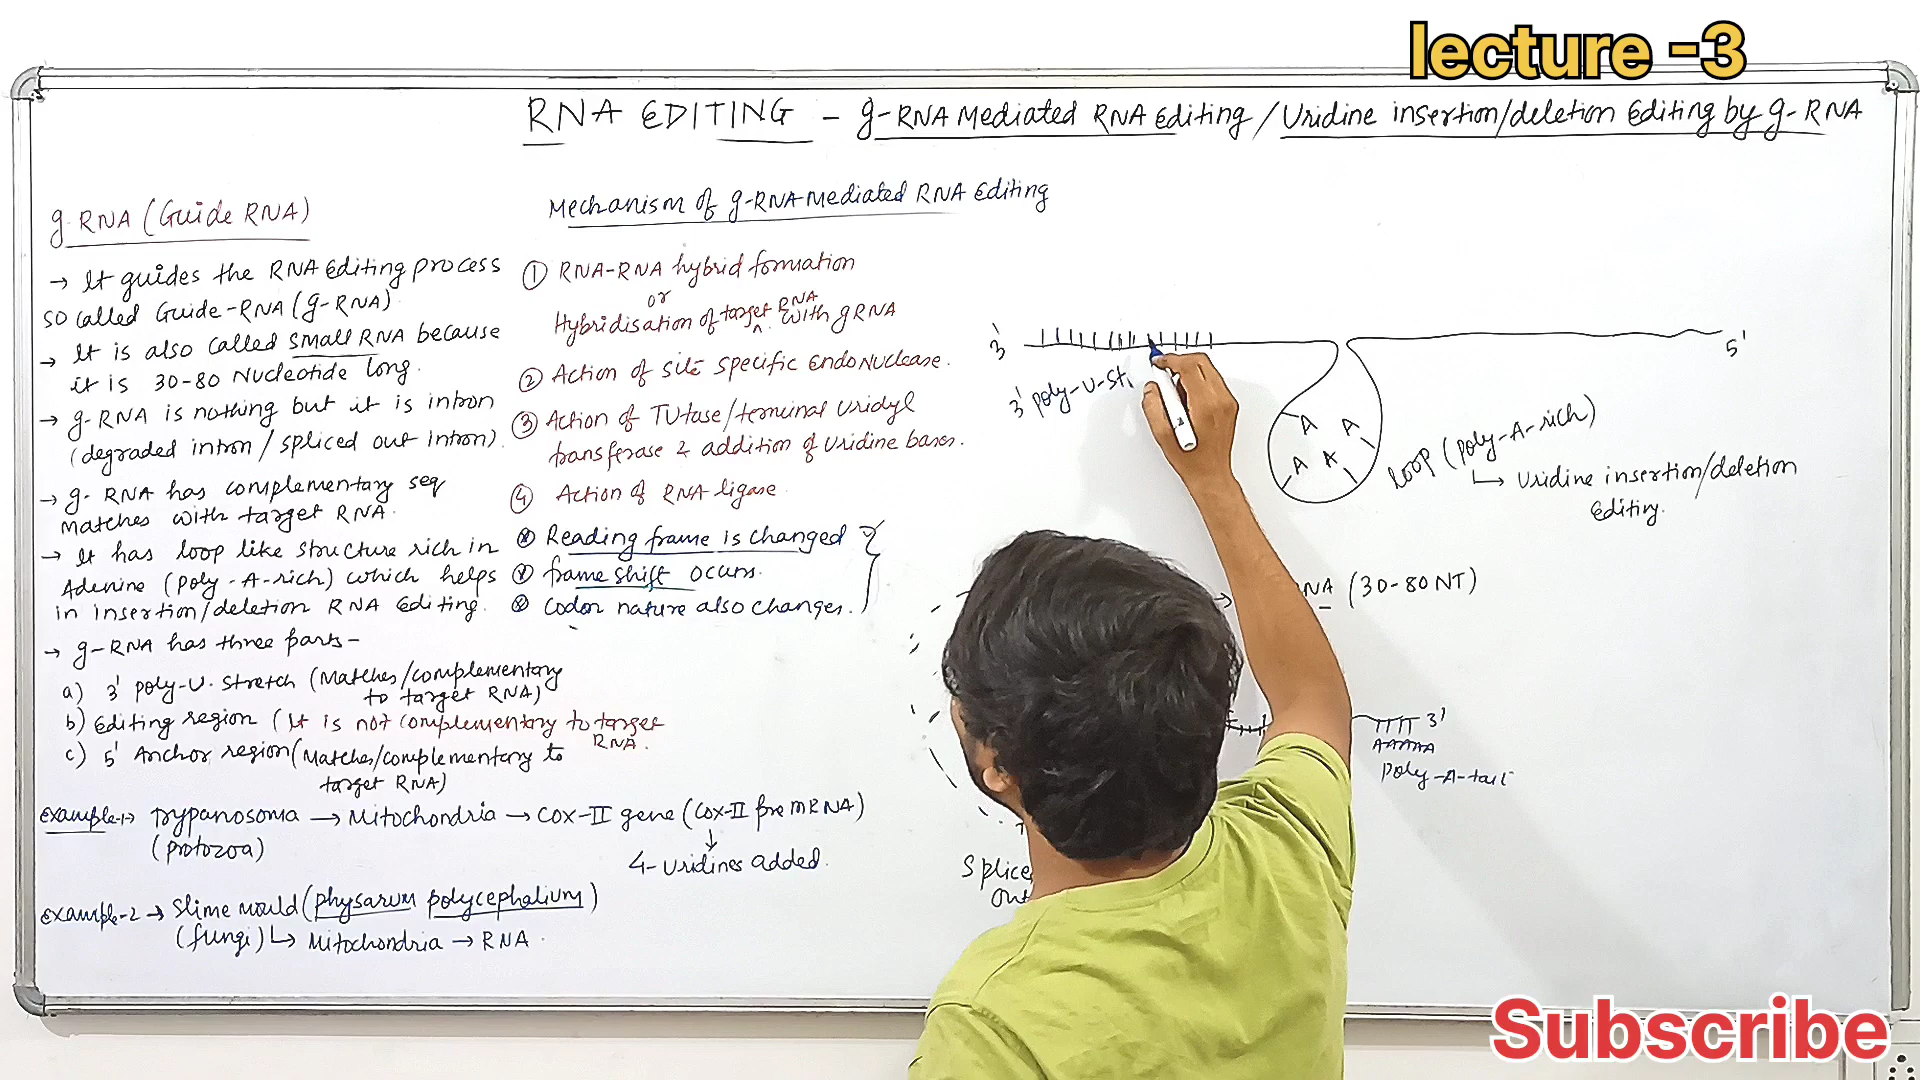 lecture -3
RNA EDITING - g-RNA Mediated RNA Editing / Uridine insertion/deletion Editing by g-RNA
g-RNA (Guide RNA)
→ It guides the RNA Editing process
so called Guide-RNA (g-RNA).
→ It is also called small RNA because
it is 30-80 Nucleotide long.
→ g-RNA is nothing but it is intron
(degraded intron / spliced out intron).
→ g-RNA has complementary seq
matches with target RNA.
→ It has loop like structure rich in
Adenine (poly-A-rich) which helps
in insertion/deletion RNA Editing.
→ g-RNA has three parts-
a) 3' poly-U-stretch (Matches/complementary
to target RNA)
b) Editing region (It is not complementary to target
RNA.
c) 5' Anchor region (Matches/complementary to
target RNA)
Example-1→ Trypanosoma → Mitochondria → COX-II gene (COX-II pre mRNA)
(protozoa)
↓
4-Uridines added.
Example-2 → Slime mould (physarum polycephalium)
(fungi) ↳ Mitochondria → RNA.
Mechanism of g-RNA Mediated RNA Editing
① RNA-RNA hybrid formation
or
Hybridisation of target RNA with gRNA
② Action of site specific Endonuclease.
③ Action of TUtase/terminal Uridyl
transferase & addition of Uridine bases.
④ Action of RNA ligase
Reading frame is changed
frame shift occurs.
codon nature also changes.
3'
5'
3' poly-U-St
A A
A A
Loop (poly-A-rich)
↳ Uridine insertion/deletion
Editing.
→ NA (30-80 NT)
3'
AAAAA
poly-A-tail
Splice
Out
Subscribe